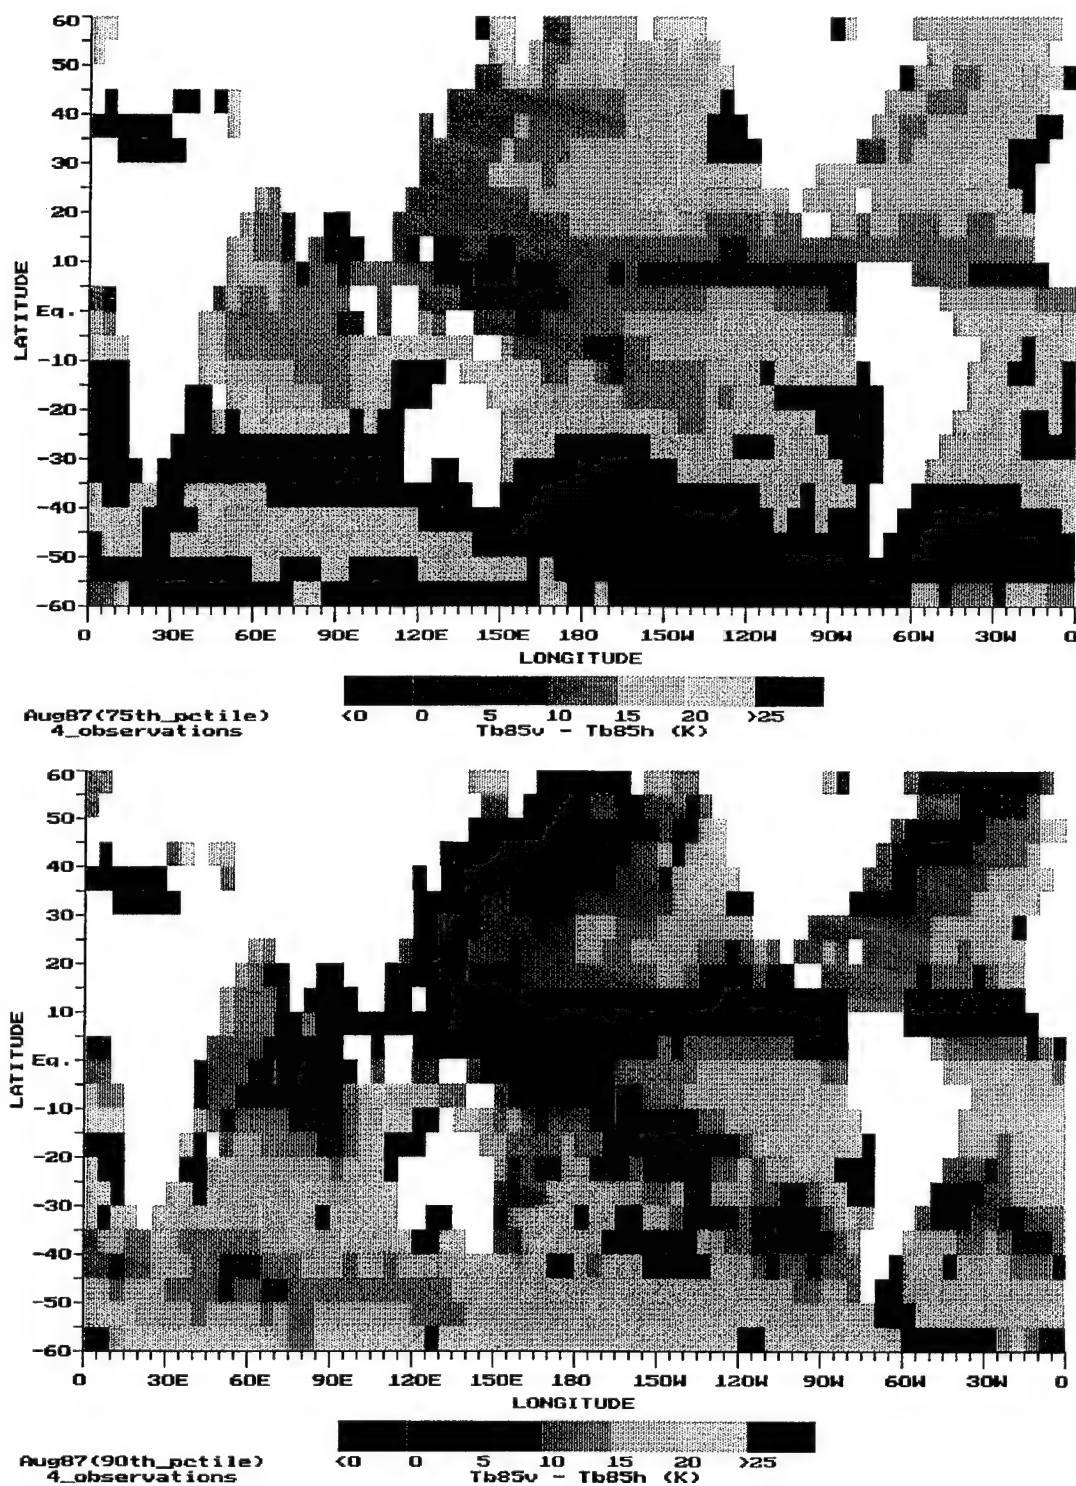 60
50
40
30
20
10
Eq.
-10
-20
-30
-40
-50
-60
LATITUDE
0 30E 60E 90E 120E 150E 180 150W 120W 90W 60W 30W 0
LONGITUDE
Aug87(75th_pctile)
4_observations
<0 0 5 10 15 20 >25
Tb85v - Tb85h (K)
60
50
40
30
20
10
Eq.
-10
-20
-30
-40
-50
-60
LATITUDE
0 30E 60E 90E 120E 150E 180 150W 120W 90W 60W 30W 0
LONGITUDE
Aug87(90th_pctile)
4_observations
<0 0 5 10 15 20 >25
Tb85v - Tb85h (K)